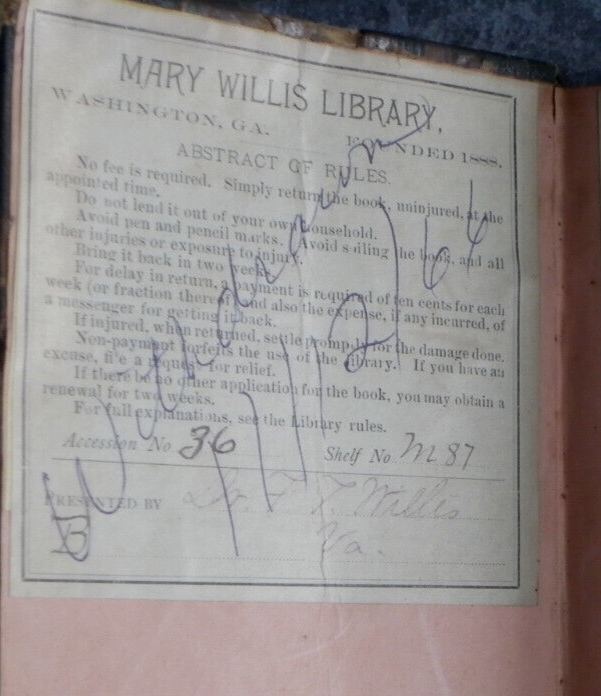 MARY WILLIS LIBRARY,
WASHINGTON, GA. FOUNDED 1888.
ABSTRACT OF RULES.
No fee is required. Simply return the book, uninjured, at the
appointed time.
Do not lend it out of your own household.
Avoid pen and pencil marks. Avoid soiling the book, and all
other injuries or exposure to injury.
Bring it back in two weeks.
For delay in return, a payment is required of ten cents for each
week (or fraction thereof) and also the expense, if any incurred, of
a messenger for getting it back.
If injured, when returned, settle promptly for the damage done.
Non-payment forfeits the use of the library. If you have an
excuse, file a request for relief.
If there be no other application for the book, you may obtain a
renewal for two weeks.
For full explanations, see the Library rules.
Accession No 36 Shelf No M 87
PRESENTED BY Dr. F. T. Willis
Va.
B